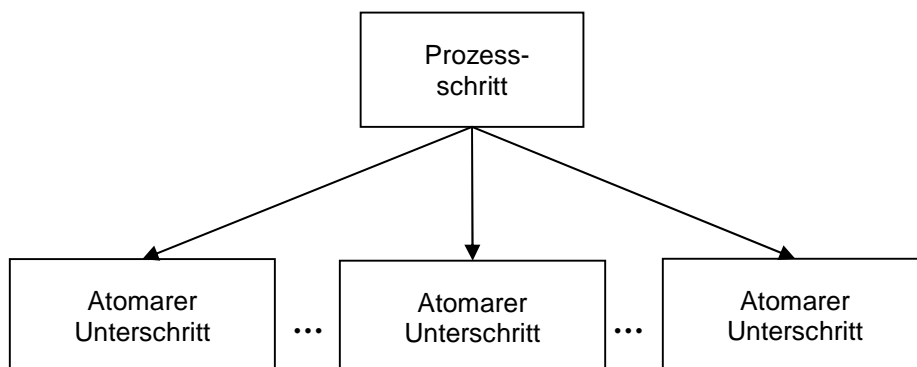 Prozess-
schritt
Atomarer
Unterschritt
...
Atomarer
Unterschritt
...
Atomarer
Unterschritt